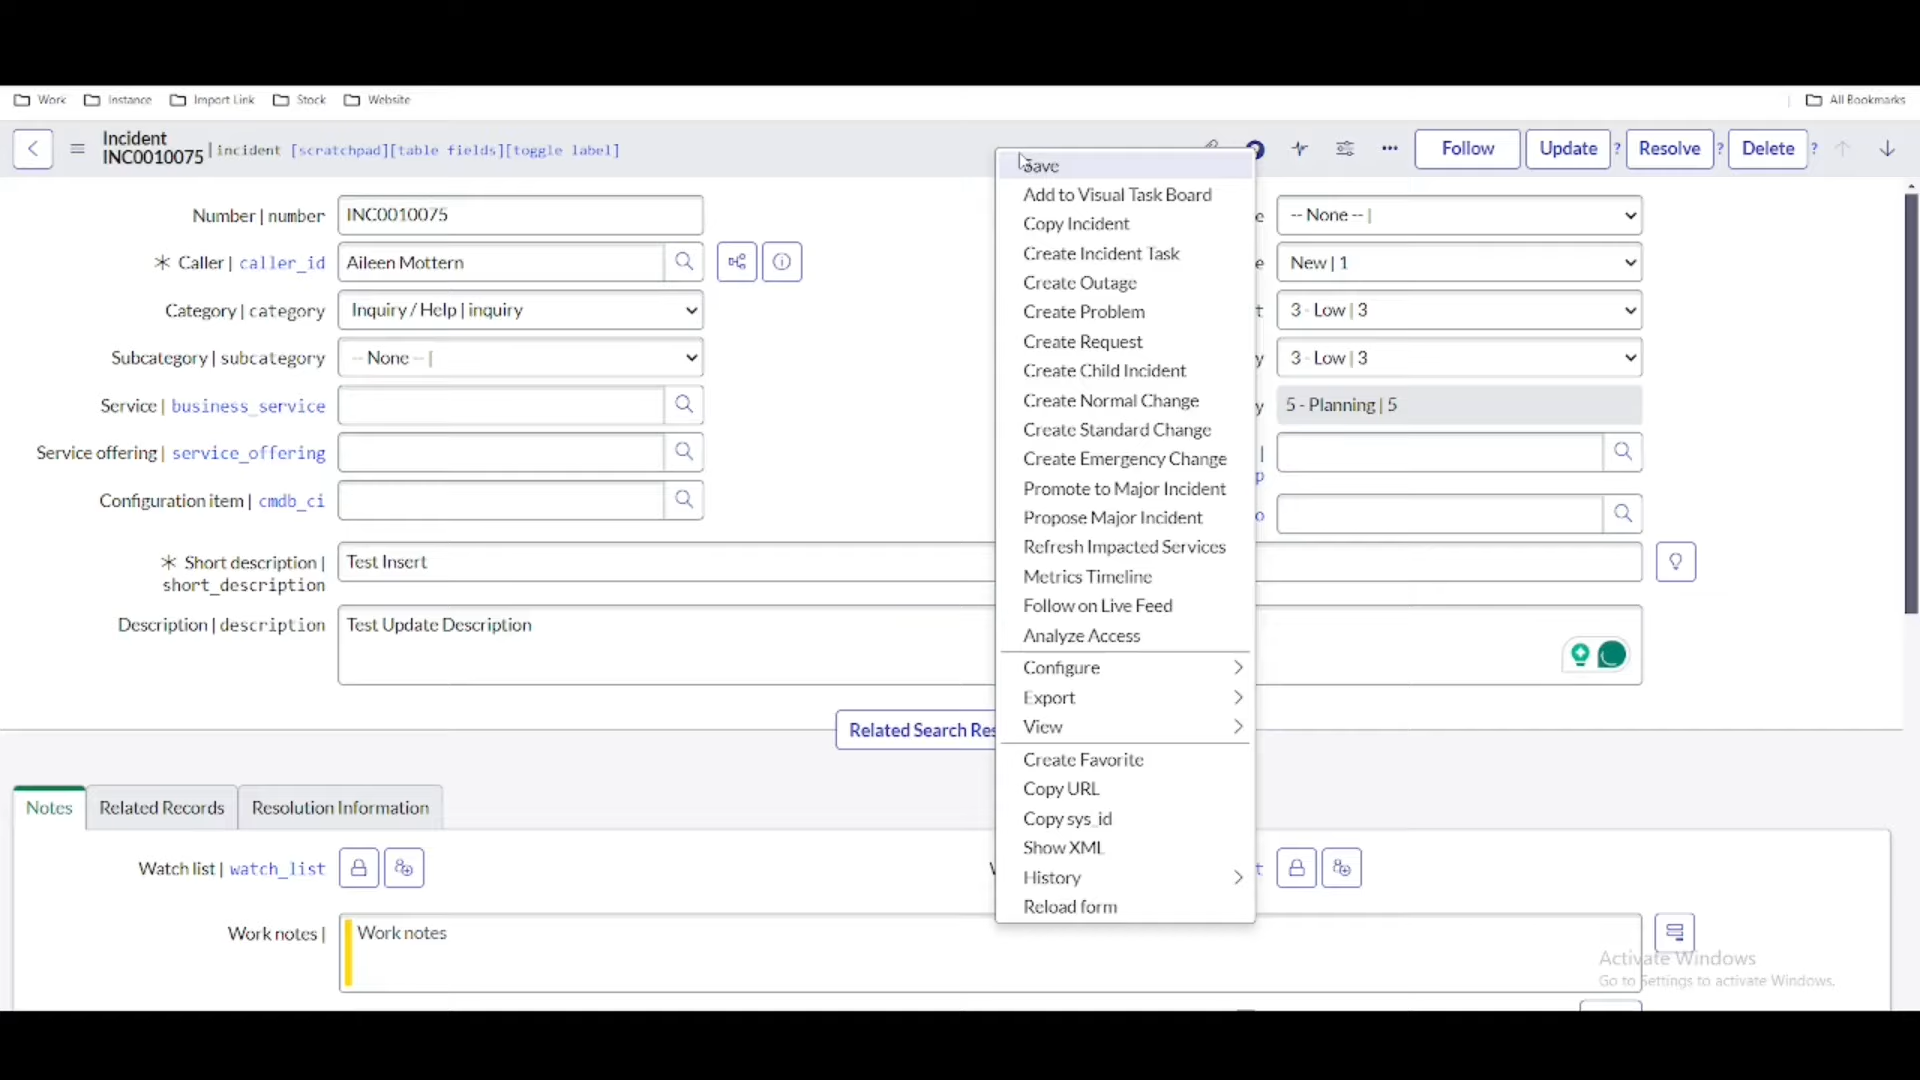 Work Instance Import Link Stock Website All Bookmarks
Incident
INC0010075 | incident [scratchpad][table fields][toggle label]
Follow Update ? Resolve ? Delete ?
Number | number INC0010075
-- None -- |
* Caller | caller_id Aileen Mottern
New | 1
Category | category Inquiry / Help | inquiry
3 - Low | 3
Subcategory | subcategory -- None -- |
3 - Low | 3
Service | business_service
5 - Planning | 5
Service offering | service_offering
Configuration item | cmdb_ci
* Short description |
short_description
Test Insert
Description | description Test Update Description
Related Search Res
Save
Add to Visual Task Board
Copy Incident
Create Incident Task
Create Outage
Create Problem
Create Request
Create Child Incident
Create Normal Change
Create Standard Change
Create Emergency Change
Promote to Major Incident
Propose Major Incident
Refresh Impacted Services
Metrics Timeline
Follow on Live Feed
Analyze Access
Configure
Export
View
Create Favorite
Copy URL
Copy sys_id
Show XML
History
Reload form
Notes Related Records Resolution Information
Watch list | watch_list
Work notes | Work notes
Activate Windows
Go to Settings to activate Windows.